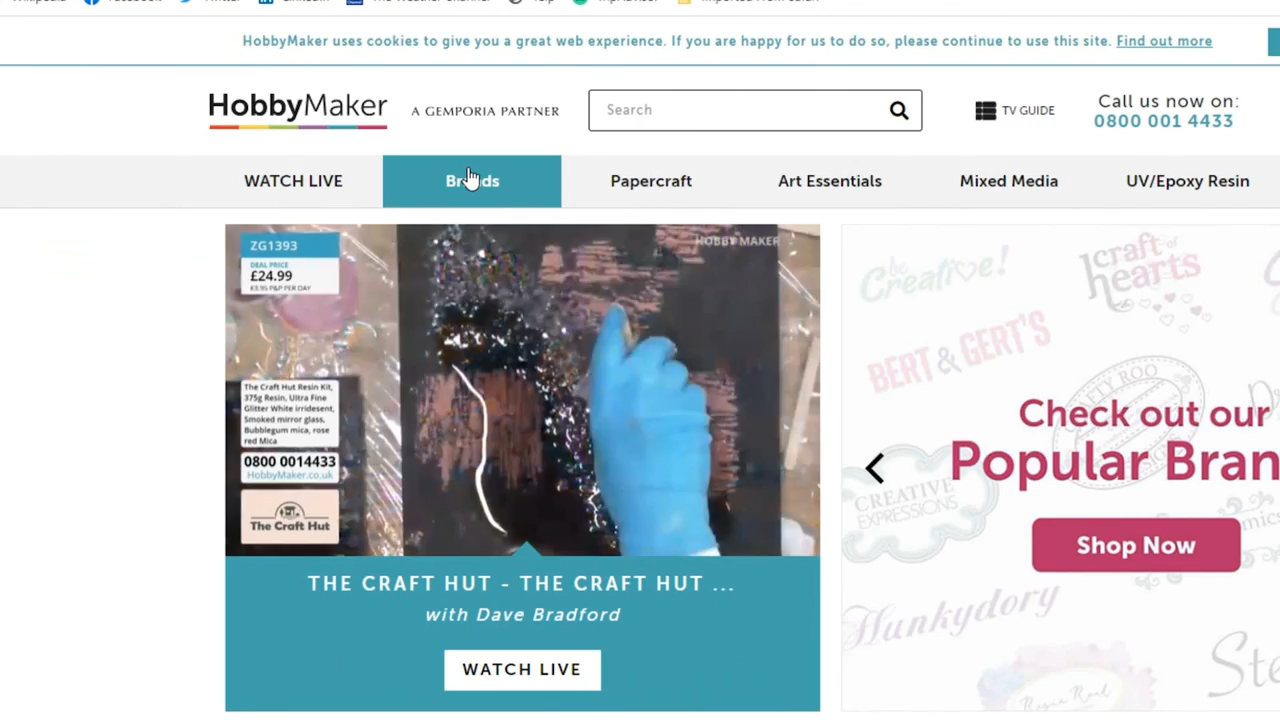 HobbyMaker uses cookies to give you a great web experience. If you are happy for us to do so, please continue to use this site. Find out more
HobbyMaker
A GEMPORIA PARTNER
Search
TV GUIDE
Call us now on:
0800 001 4433
WATCH LIVE
Brands
Papercraft
Art Essentials
Mixed Media
UV/Epoxy Resin
ZG1393
DEAL PRICE
£24.99
£3.95 P&P PER DAY
HOBBY MAKER
The Craft Hut Resin Kit,
375g Resin, Ultra Fine
Glitter White irridesent,
Smoked mirror glass,
Bubblegum mica, rose
red Mica
0800 0014433
HobbyMaker.co.uk
The Craft Hut
THE CRAFT HUT - THE CRAFT HUT ...
with Dave Bradford
WATCH LIVE
be
Creative!
craft
of
hearts
BERT & GERT'S
Check out our
Popular Bran
CREATIVE
EXPRESSIONS
Shop Now
Hunkydory